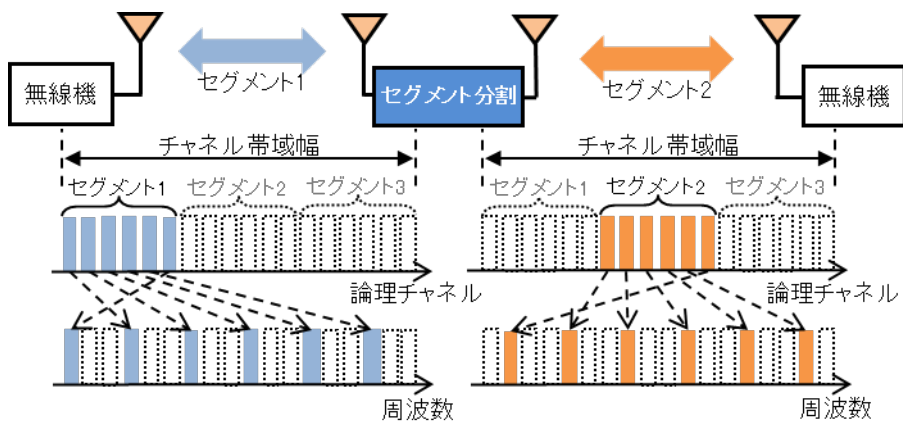 セグメント1
セグメント2
無線機
セグメント分割
無線機
チャネル帯域幅
チャネル帯域幅
セグメント1
セグメント2
セグメント3
セグメント1
セグメント2
セグメント3
論理チャネル
論理チャネル
周波数
周波数